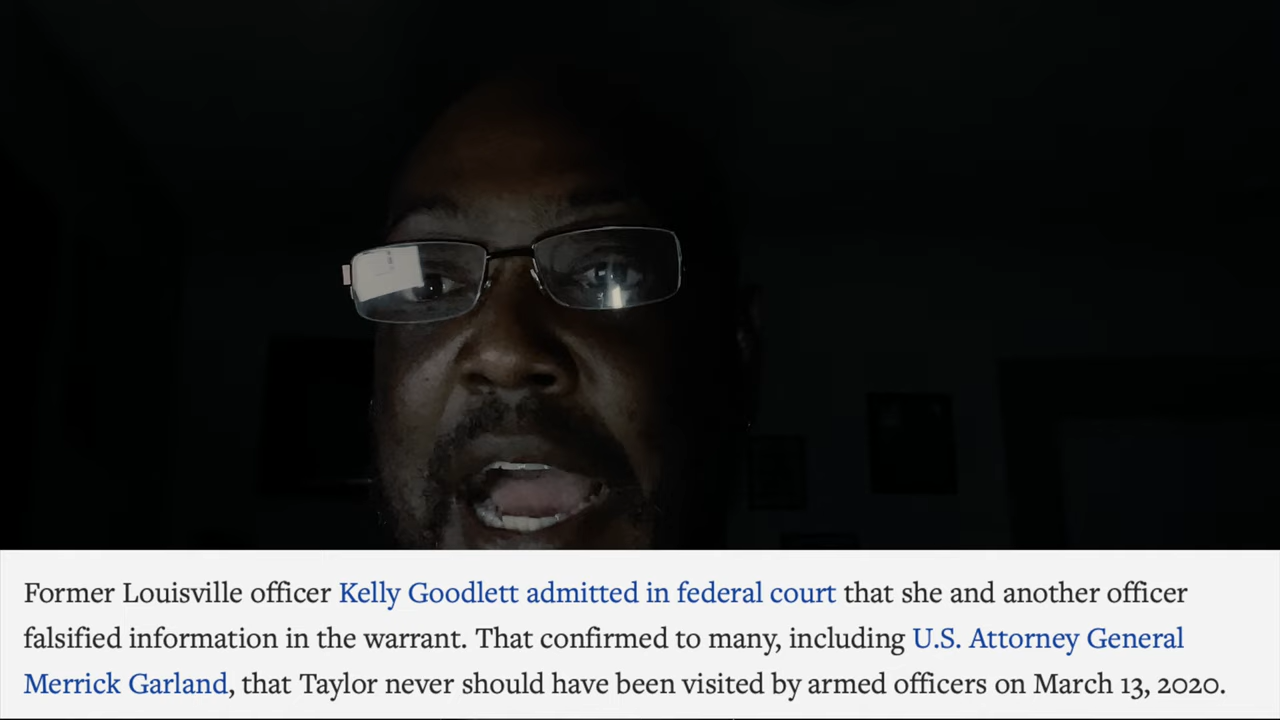 Former Louisville officer Kelly Goodlett admitted in federal court that she and another officer
falsified information in the warrant. That confirmed to many, including U.S. Attorney General
Merrick Garland, that Taylor never should have been visited by armed officers on March 13, 2020.